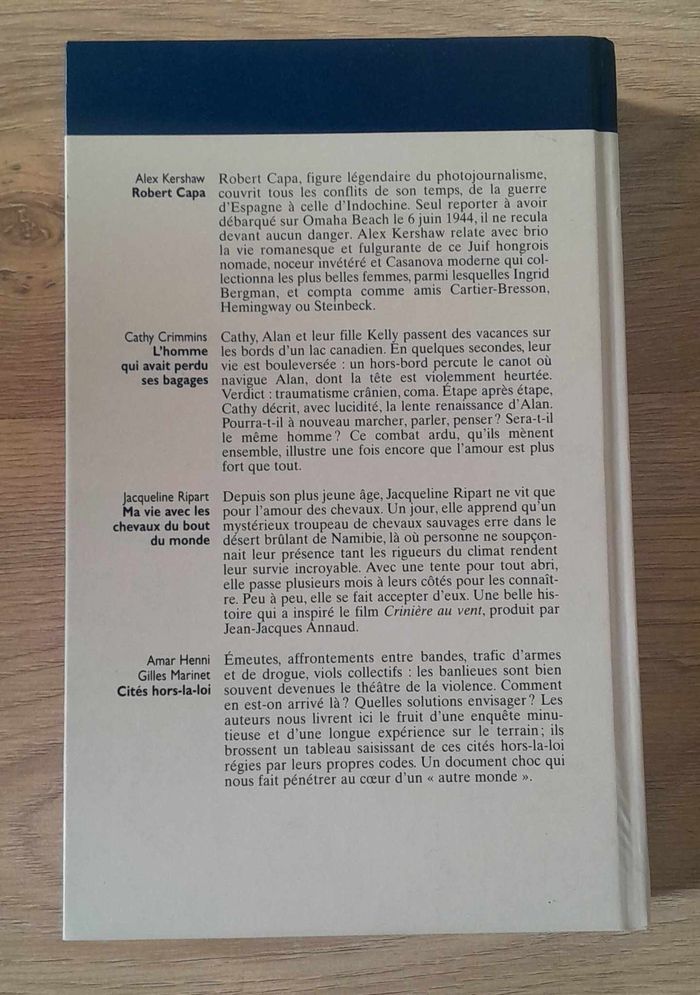 Alex Kershaw
Robert Capa
Robert Capa, figure légendaire du photojournalisme,
couvrit tous les conflits de son temps, de la guerre
d'Espagne à celle d'Indochine. Seul reporter à avoir
débarqué sur Omaha Beach le 6 juin 1944, il ne recula
devant aucun danger. Alex Kershaw relate avec brio
la vie romanesque et fulgurante de ce Juif hongrois
nomade, noceur invétéré et Casanova moderne qui col-
lectionna les plus belles femmes, parmi lesquelles Ingrid
Bergman, et compta comme amis Cartier-Bresson,
Hemingway ou Steinbeck.
Cathy Crimmins
L'homme
qui avait perdu
ses bagages
Cathy, Alan et leur fille Kelly passent des vacances sur
les bords d'un lac canadien. En quelques secondes, leur
vie est bouleversée : un hors-bord percute le canot où
navigue Alan, dont la tête est violemment heurtée.
Verdict : traumatisme crânien, coma. Étape après étape,
Cathy décrit, avec lucidité, la lente renaissance d'Alan.
Pourra-t-il à nouveau marcher, parler, penser ? Sera-t-il
le même homme ? Ce combat ardu, qu'ils mènent
ensemble, illustre une fois encore que l'amour est plus
fort que tout.
Jacqueline Ripart
Ma vie avec les
chevaux du bout
du monde
Depuis son plus jeune âge, Jacqueline Ripart ne vit que
pour l'amour des chevaux. Un jour, elle apprend qu'un
mystérieux troupeau de chevaux sauvages erre dans le
désert brûlant de Namibie, là où personne ne soupçon-
nait leur présence tant les rigueurs du climat rendent
leur survie incroyable. Avec une tente pour tout abri,
elle passe plusieurs mois à leurs côtés pour les connaît-
re. Peu à peu, elle se fait accepter d'eux. Une belle his-
toire qui a inspiré le film Crinière au vent, produit par
Jean-Jacques Annaud.
Amar Henni
Gilles Marinet
Cités hors-la-loi
Émeutes, affrontements entre bandes, trafic d'armes
et de drogue, viols collectifs : les banlieues sont bien
souvent devenues le théâtre de la violence. Comment
en est-on arrivé là ? Quelles solutions envisager ? Les
auteurs nous livrent ici le fruit d'une enquête minu-
tieuse et d'une longue expérience sur le terrain ; ils
brossent un tableau saisissant de ces cités hors-la-loi
régies par leurs propres codes. Un document choc qui
nous fait pénétrer au cœur d'un « autre monde ».